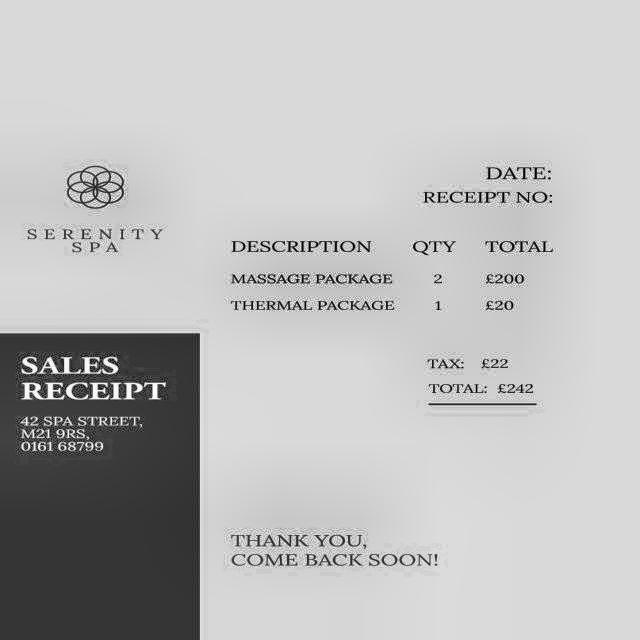 SERENITY
SPA
DATE:
RECEIPT NO:
DESCRIPTION QTY TOTAL
MASSAGE PACKAGE 2 £200
THERMAL PACKAGE 1 £20
TAX: £22
TOTAL: £242
SALES
RECEIPT
42 SPA STREET,
M21 9RS,
0161 68799
THANK YOU,
COME BACK SOON!